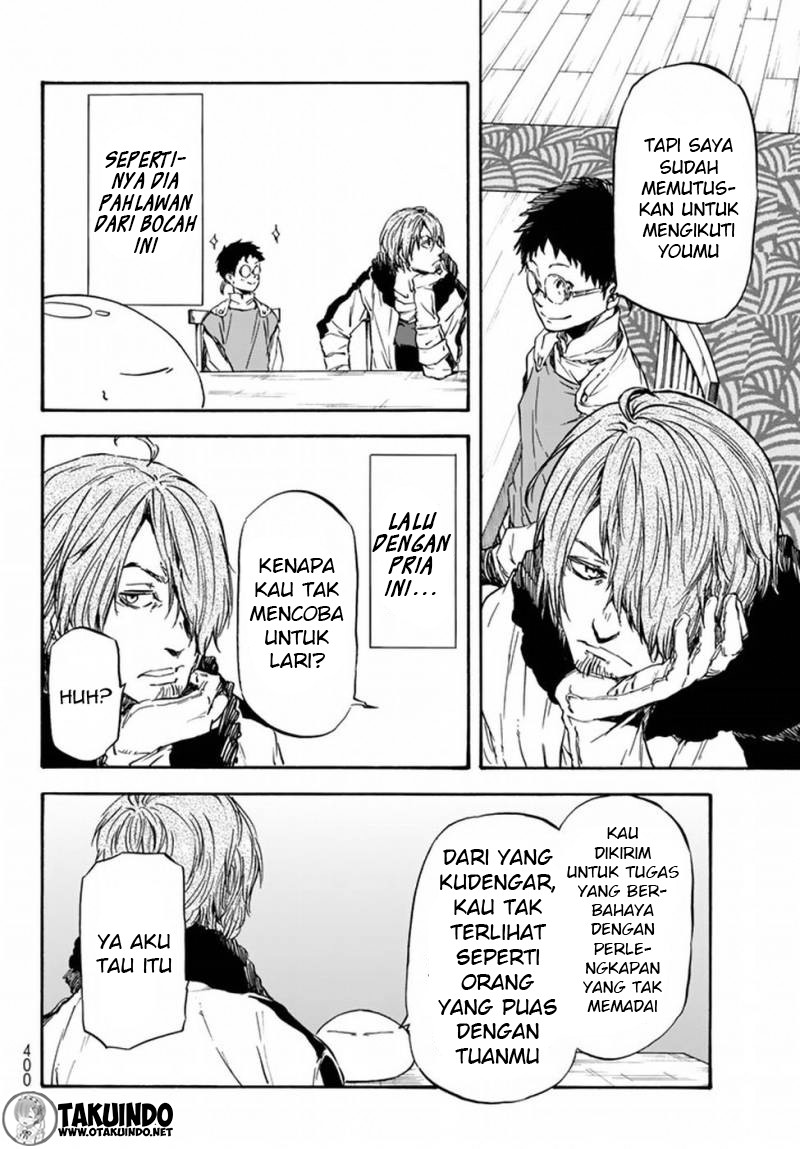 TAPI SAYA
SUDAH
MEMUTUS-
KAN UNTUK
MENGIKUTI
YOUMU
SEPERTI-
NYA DIA
PAHLAWAN
DARI BOCAH
INI
LALU
DENGAN
PRIA
INI...
KENAPA
KAU TAK
MENCOBA
UNTUK
LARI?
HUH?
KAU
DIKIRIM
UNTUK TUGAS
YANG BER-
BAHAYA
DENGAN
PERLE-
NGKAPAN
YANG TAK
MEMADAI
DARI YANG
KUDENGAR,
KAU TAK
TERLIHAT
SEPERTI
ORANG
YANG PUAS
DENGAN
TUANMU
YA AKU
TAU ITU
400
TAKUINDO
WWW.OTAKUINDO.NET